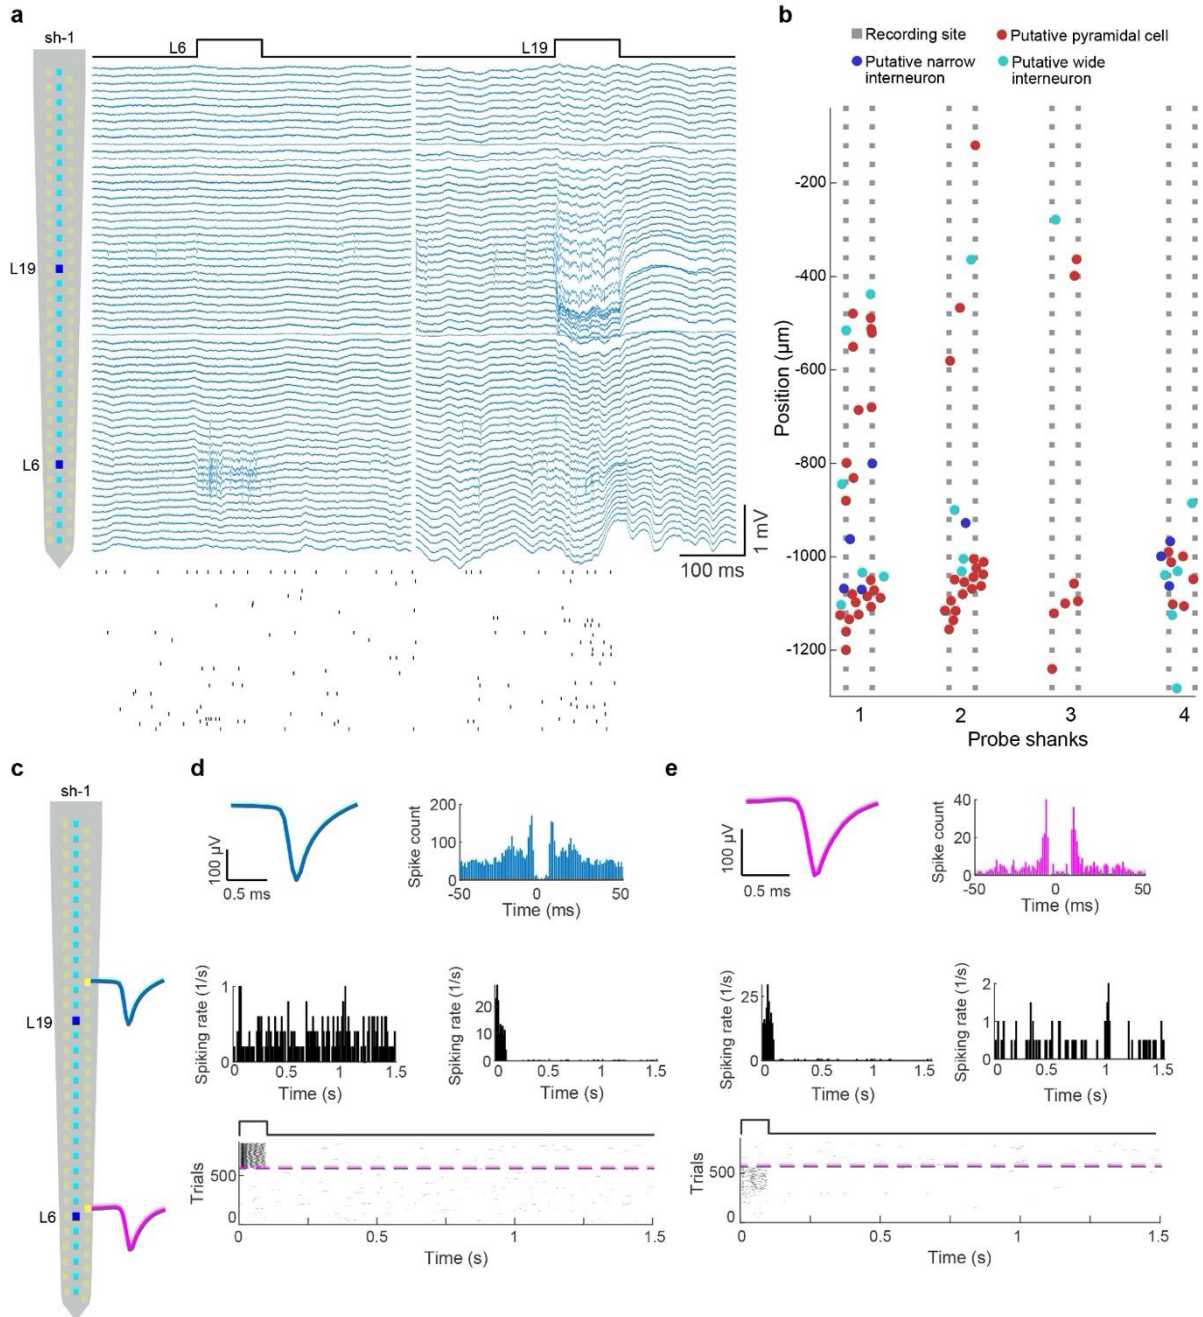 a
sh-1
L6
L19
L19
L6
1 mV
100 ms
b
Recording site
Putative pyramidal cell
Putative narrow
interneuron
Putative wide
interneuron
-200
-400
-600
-800
-1000
-1200
Position (µm)
1 2 3 4
Probe shanks
c
sh-1
L19
L6
d
100 µV
0.5 ms
200
100
0
Spike count
-50 0 50
Time (ms)
1
0
Spiking rate (1/s)
0 0.5 1 1.5
Time (s)
20
10
0
Spiking rate (1/s)
0 0.5 1 1.5
Time (s)
500
0
Trials
0 0.5 1 1.5
Time (s)
e
100 µV
0.5 ms
40
20
0
Spike count
-50 0 50
Time (ms)
25
0
Spiking rate (1/s)
0 0.5 1 1.5
Time (s)
2
1
0
Spiking rate (1/s)
0 0.5 1 1.5
Time (s)
500
0
Trials
0 0.5 1 1.5
Time (s)